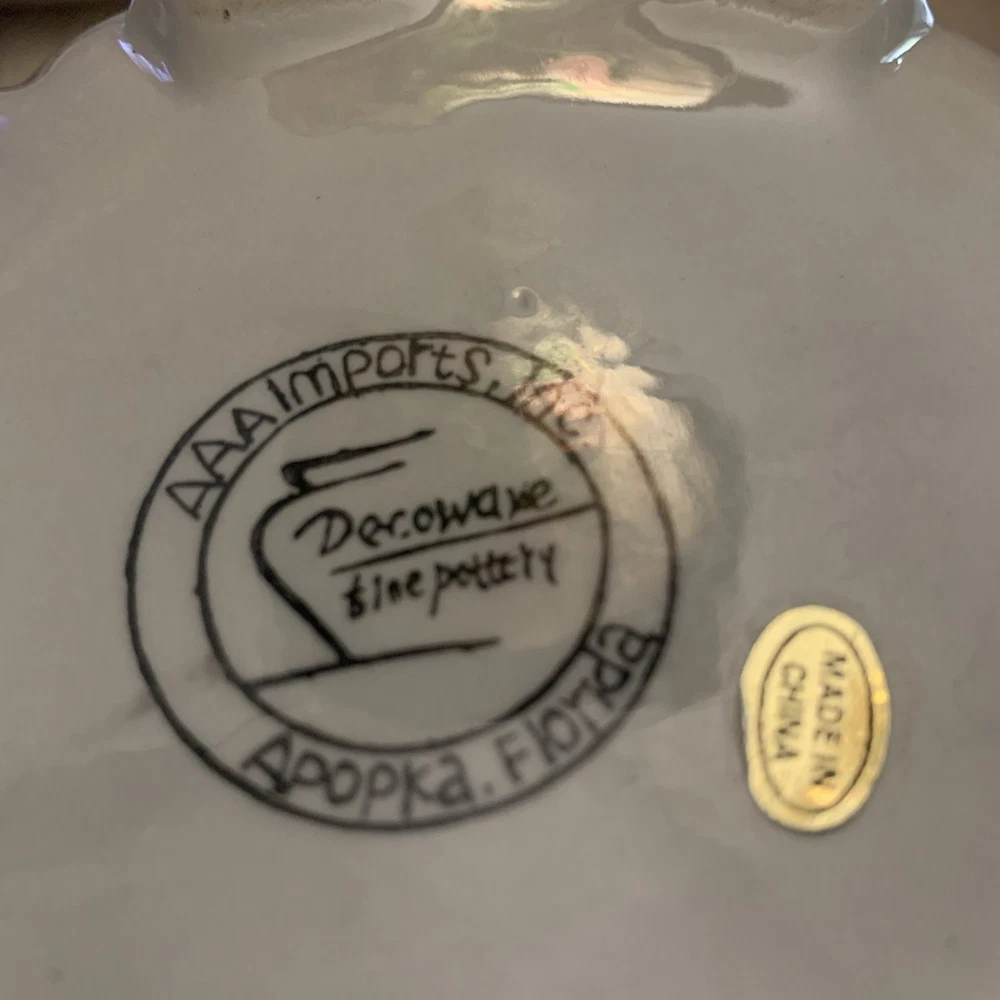 AAA Imports, Inc.
Decoware
fine pottery
Apopka. Florida
MADE IN
CHINA